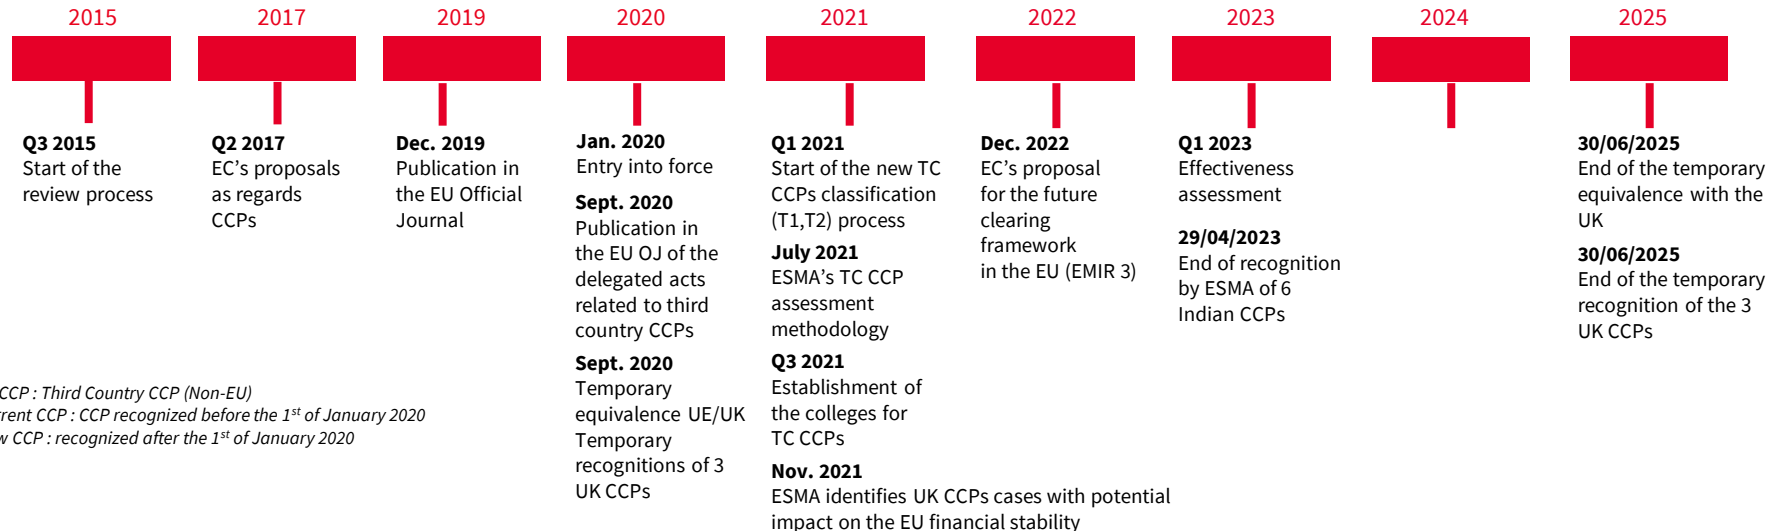 2015
2017
2019
2020
2021
2022
2023
2024
2025
Q3 2015
Start of the
review process
Q2 2017
EC's proposals
as regards
CCPs
Dec. 2019
Publication in
the EU Official
Journal
Jan. 2020
Entry into force
Sept. 2020
Publication in
the EU OJ of the
delegated acts
related to third
country CCPs
Sept. 2020
Temporary
equivalence UE/UK
Temporary
recognitions of 3
UK CCPs
Q1 2021
Start of the new TC
CCPs classification
(T1,T2) process
July 2021
ESMA's TC CCP
assessment
methodology
Q3 2021
Establishment of
the colleges for
TC CCPs
Nov. 2021
ESMA identifies UK CCPs cases with potential
impact on the EU financial stability
Dec. 2022
EC's proposal
for the future
clearing
framework
in the EU (EMIR 3)
Q1 2023
Effectiveness
assessment
29/04/2023
End of recognition
by ESMA of 6
Indian CCPs
30/06/2025
End of the temporary
equivalence with the
UK
30/06/2025
End of the temporary
recognition of the 3
UK CCPs
CCP : Third Country CCP (Non-EU)
CCP : CCP recognized before the 1st of January 2020
CCP : recognized after the 1st of January 2020